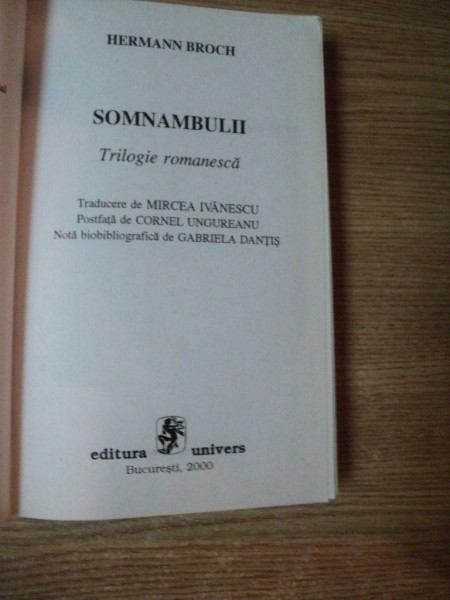 HERMANN BROCH
SOMNAMBULII
Trilogie romanescă
Traducere de MIRCEA IVĂNESCU
Postfață de CORNEL UNGUREANU
Notă biobibliografică de GABRIELA DANȚIȘ
editura univers
București, 2000